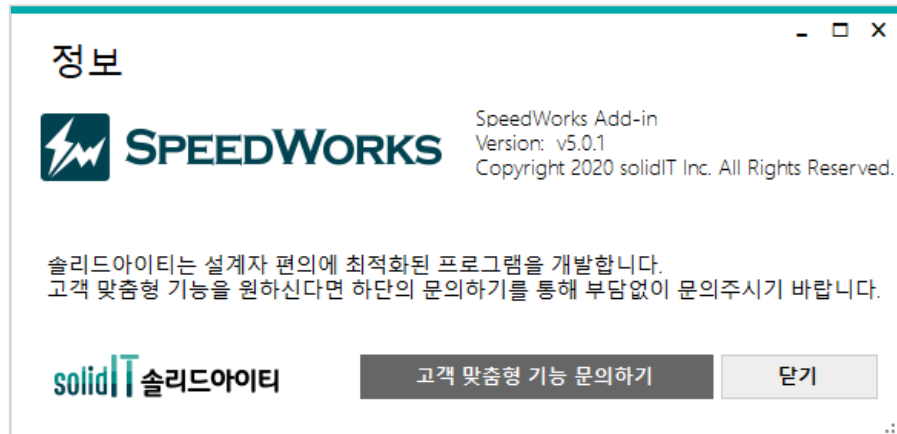 정보
SPEEDWORKS
SpeedWorks Add-in
Version: v5.0.1
Copyright 2020 solidIT Inc. All Rights Reserved.
솔리드아이티는 설계자 편의에 최적화된 프로그램을 개발합니다.
고객 맞춤형 기능을 원하신다면 하단의 문의하기를 통해 부담없이 문의주시기 바랍니다.
solidIT 솔리드아이티
고객 맞춤형 기능 문의하기
닫기